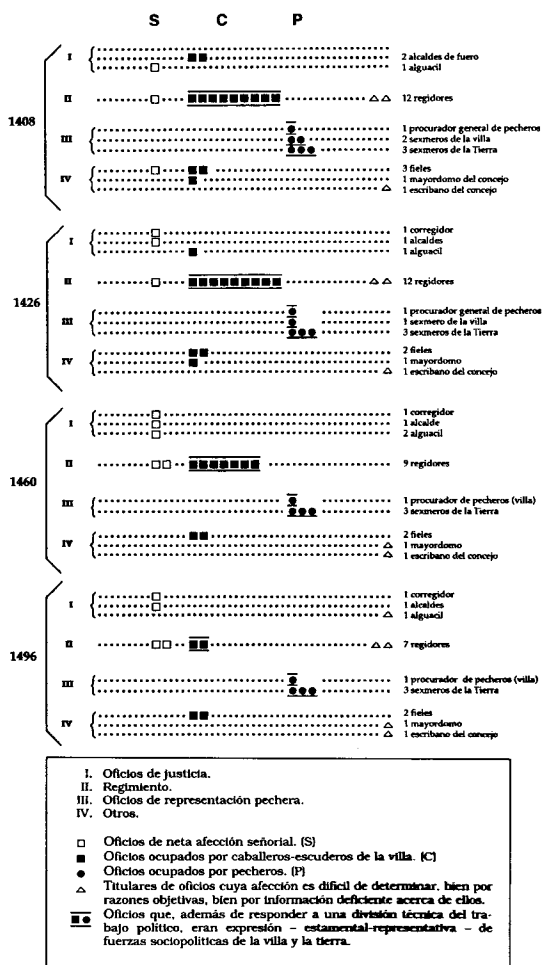 S C P
1408
I
2 alcaldes de fuero
1 alguacil
II
12 regidores
III
1 procurador general de pecheros
2 sexmeros de la villa
3 sexmeros de la Tierra
IV
3 fieles
1 mayordomo del concejo
1 escribano del concejo
1426
I
1 corregidor
1 alcaldes
1 alguacil
II
12 regidores
III
1 procurador general de pecheros
1 sexmero de la villa
3 sexmeros de la Tierra
IV
2 fieles
1 mayordomo
1 escribano del concejo
1460
I
1 corregidor
1 alcalde
2 alguacil
II
9 regidores
III
1 procurador de pecheros (villa)
3 sexmeros de la Tierra
IV
2 fieles
1 mayordomo
1 escribano del concejo
1496
I
1 corregidor
1 alcaldes
1 alguacil
II
7 regidores
III
1 procurador de pecheros (villa)
3 sexmeros de la Tierra
IV
2 fieles
1 mayordomo
1 escribano del concejo
I. Oficios de justicia.
II. Regimiento.
III. Oficios de representación pechera.
IV. Otros.
Oficios de neta afección señorial. (S)
Oficios ocupados por caballeros-escuderos de la villa. (C)
Oficios ocupados por pecheros. (P)
Titulares de oficios cuya afección es difícil de determinar, bien por
razones objetivas, bien por información deficiente acerca de ellos.
Oficios que, además de responder a una división técnica del tra-
bajo político, eran expresión – estamental-representativa – de
fuerzas sociopolíticas de la villa y la tierra.